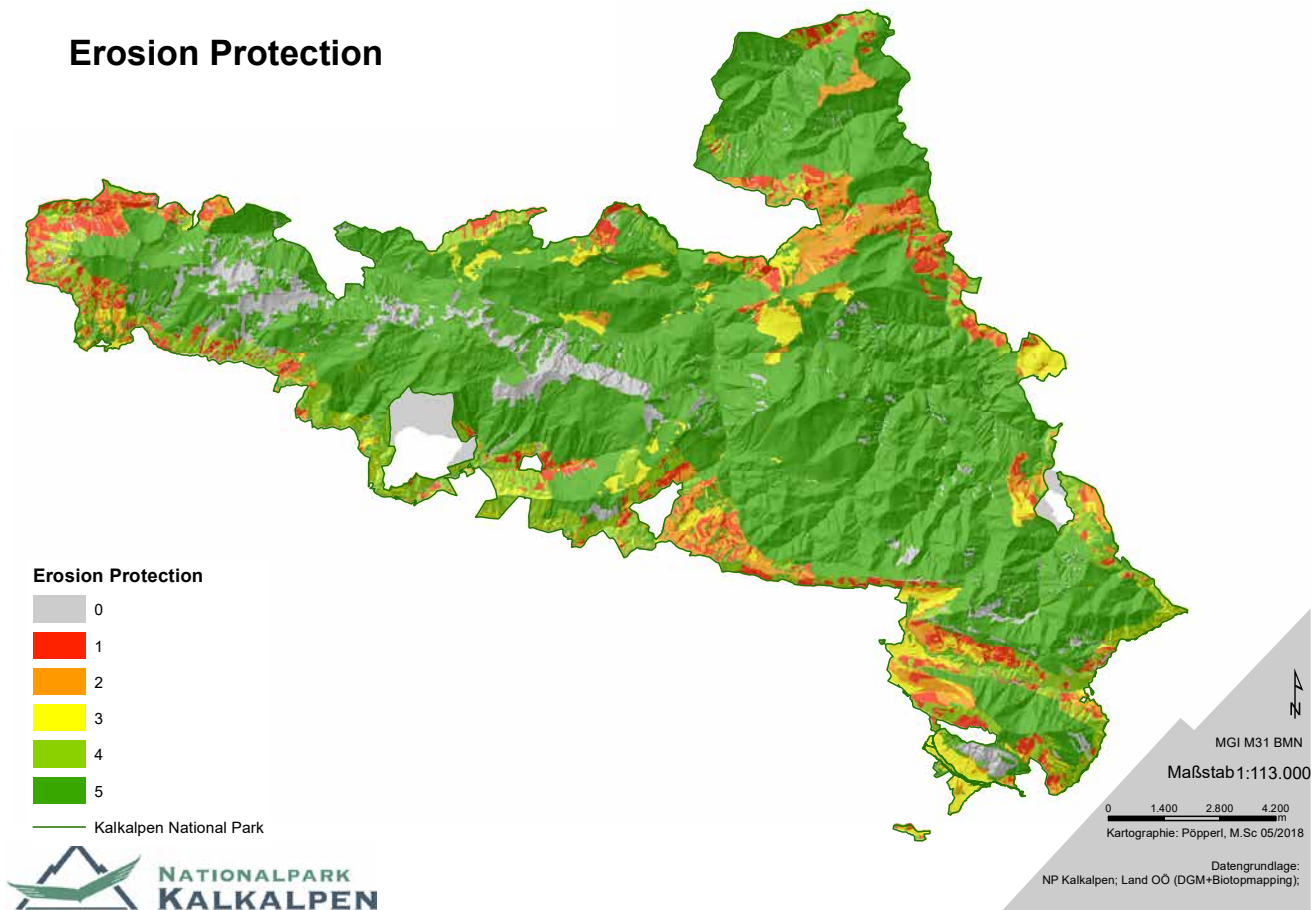 Erosion Protection
Erosion Protection
0
1
2
3
4
5
Kalkalpen National Park
NATIONALPARK
KALKALPEN
N
MGI M31 BMN
Maßstab 1:113.000
0 1.400 2.800 4.200
m
Kartographie: Pöpperl, M.Sc 05/2018
Datengrundlage:
NP Kalkalpen; Land OÖ (DGM+Biotopmapping);